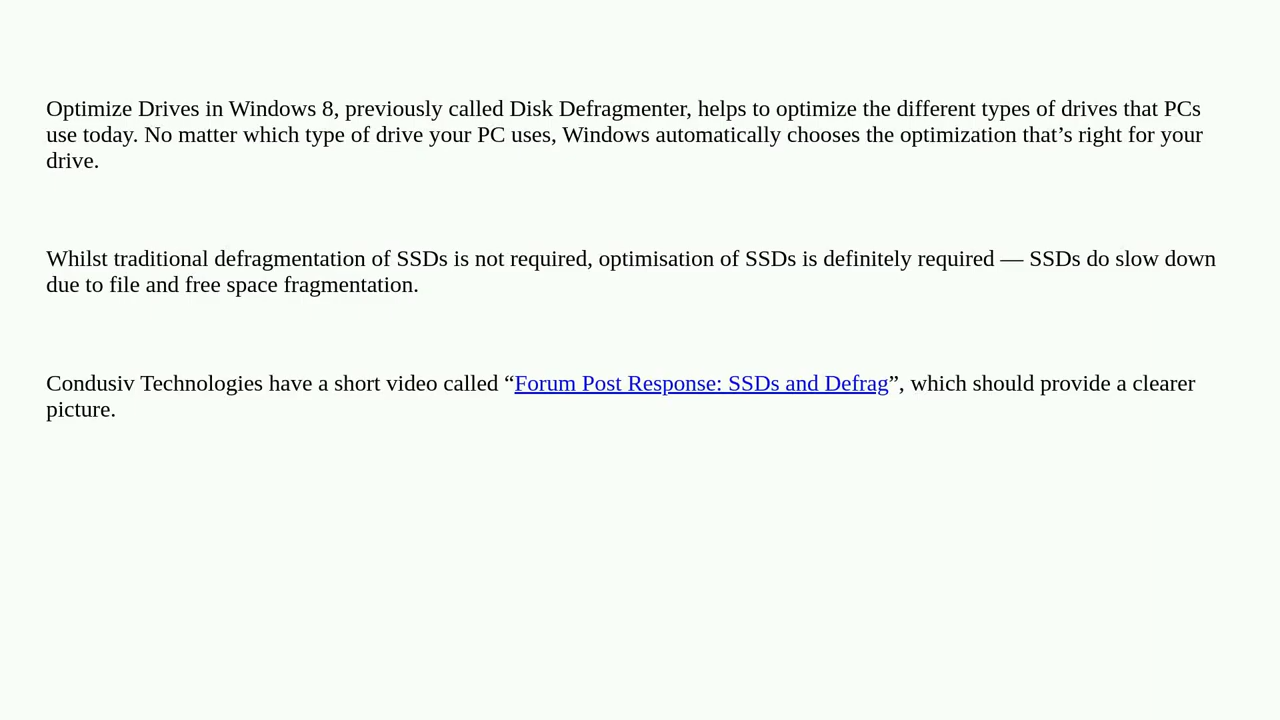 Optimize Drives in Windows 8, previously called Disk Defragmenter, helps to optimize the different types of drives that PCs
use today. No matter which type of drive your PC uses, Windows automatically chooses the optimization that’s right for your
drive.
Whilst traditional defragmentation of SSDs is not required, optimisation of SSDs is definitely required — SSDs do slow down
due to file and free space fragmentation.
Condusiv Technologies have a short video called “Forum Post Response: SSDs and Defrag”, which should provide a clearer
picture.